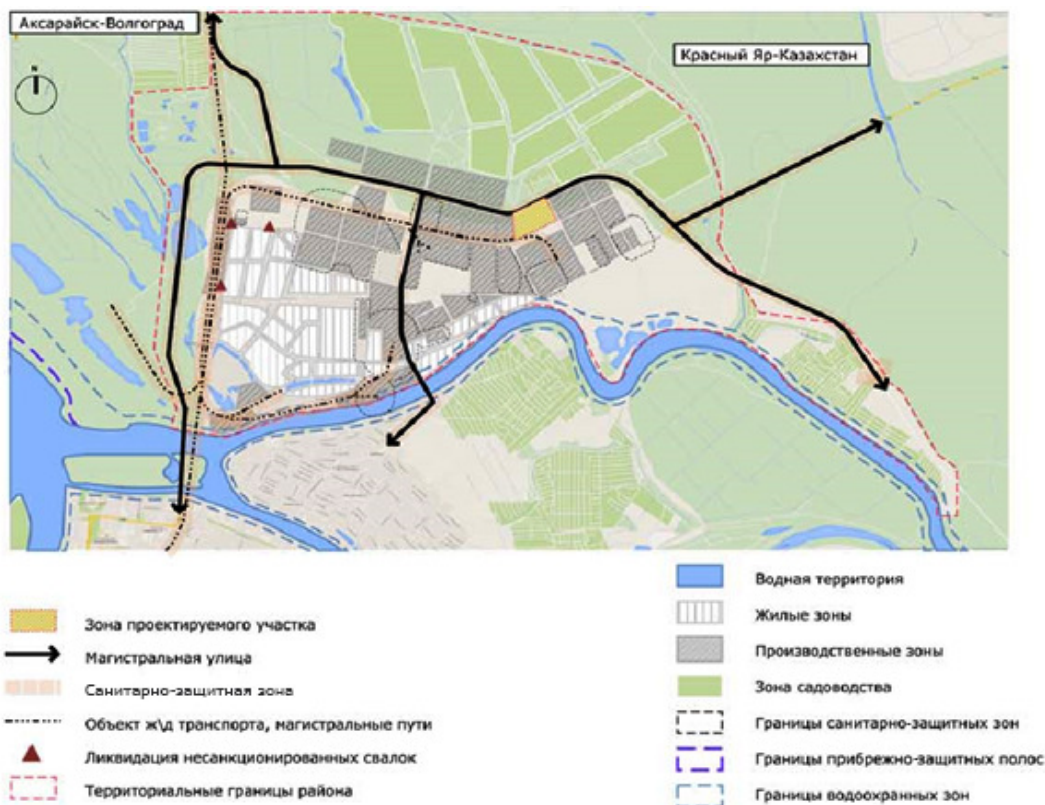 Аксарайск-Волгоград
Красный Яр-Казахстан
N
Зона проектируемого участка
Магистральная улица
Санитарно-защитная зона
Объект ж\д транспорта, магистральные пути
Ликвидация несанкционированных свалок
Территориальные границы района
Водная территория
Жилые зоны
Производственные зоны
Зона садоводства
Границы санитарно-защитных зон
Границы прибрежно-защитных полос
Границы водоохранных зон